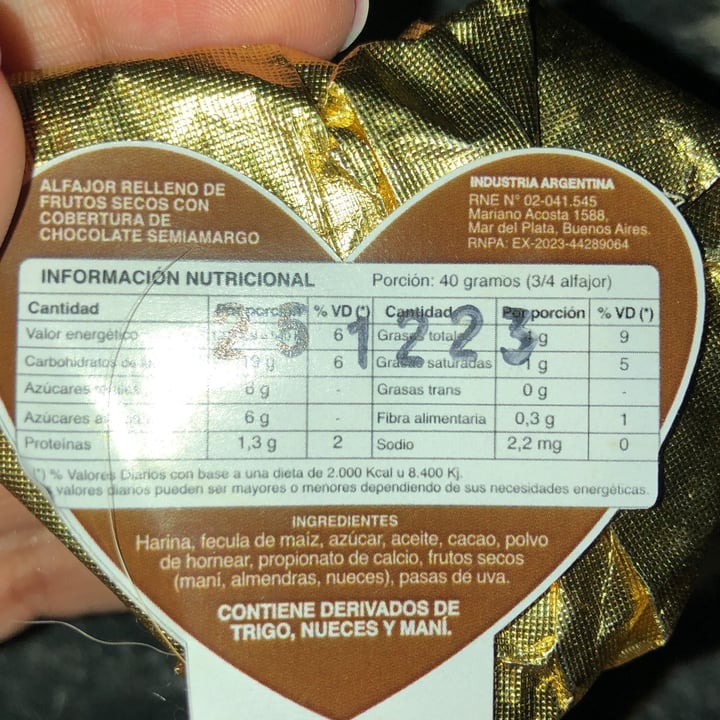 ALFAJOR RELLENO DE
FRUTOS SECOS CON
COBERTURA DE
CHOCOLATE SEMIAMARGO
INDUSTRIA ARGENTINA
RNE N° 02-041.545
Mariano Acosta 1588,
Mar del Plata, Buenos Aires.
RNPA: EX-2023-44289064
INFORMACIÓN NUTRICIONAL Porción: 40 gramos (3/4 alfajor)
Cantidad Por porción % VD (*) Cantidad Por porción % VD (*)
Valor energético 6 Grasas totales g 9
Carbohidratos 19 g 6 Grasas saturadas 1 g 5
Azúcares g - Grasas trans 0 g
Azúcares 6 g - Fibra alimentaria 0,3 g 1
Proteínas 1,3 g 2 Sodio 2,2 mg 0
251223
(*) % Valores Diarios con base a una dieta de 2.000 Kcal u 8.400 Kj.
valores diarios pueden ser mayores o menores dependiendo de sus necesidades energéticas.
INGREDIENTES
Harina, fecula de maíz, azúcar, aceite, cacao, polvo
de hornear, propionato de calcio, frutos secos
(maní, almendras, nueces), pasas de uva.
CONTIENE DERIVADOS DE
TRIGO, NUECES Y MANÍ.